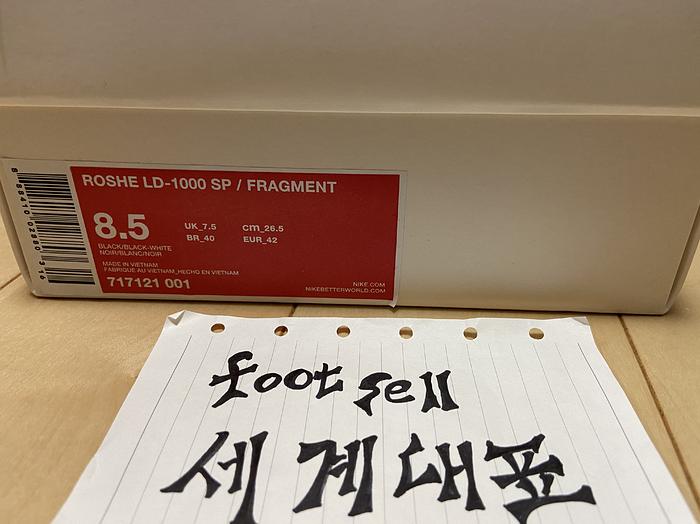 ROSHE LD-1000 SP / FRAGMENT
8.5
UK_7.5 cm_26.5
BR_40 EUR_42
BLACK/BLACK-WHITE
NOIR/BLANC/NOIR
MADE IN VIETNAM
FABRIQUE AU VIETNAM_HECHO EN VIETNAM
717121 001
NIKE.COM
NIKEBETTERWORLD.COM
foot sell
세계대표